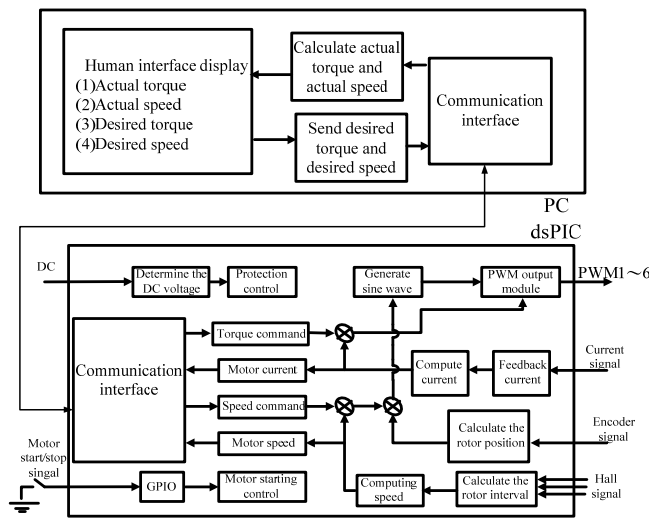 Human interface display
(1)Actual torque
(2)Actual speed
(3)Desired torque
(4)Desired speed
Calculate actual
torque and
actual speed
Send desired
torque and
desired speed
Communication
interface
PC
dsPIC
DC
Determine the
DC voltage
Protection
control
Generate
sine wave
PWM output
module
PWM1～6
Communication
interface
Torque command
Motor current
Speed command
Motor speed
Compute
current
Feedback
current
Current
signal
Calculate the
rotor position
Encoder
signal
Motor
start/stop
singal
GPIO
Motor starting
control
Computing
speed
Calculate the
rotor interval
Hall
signal